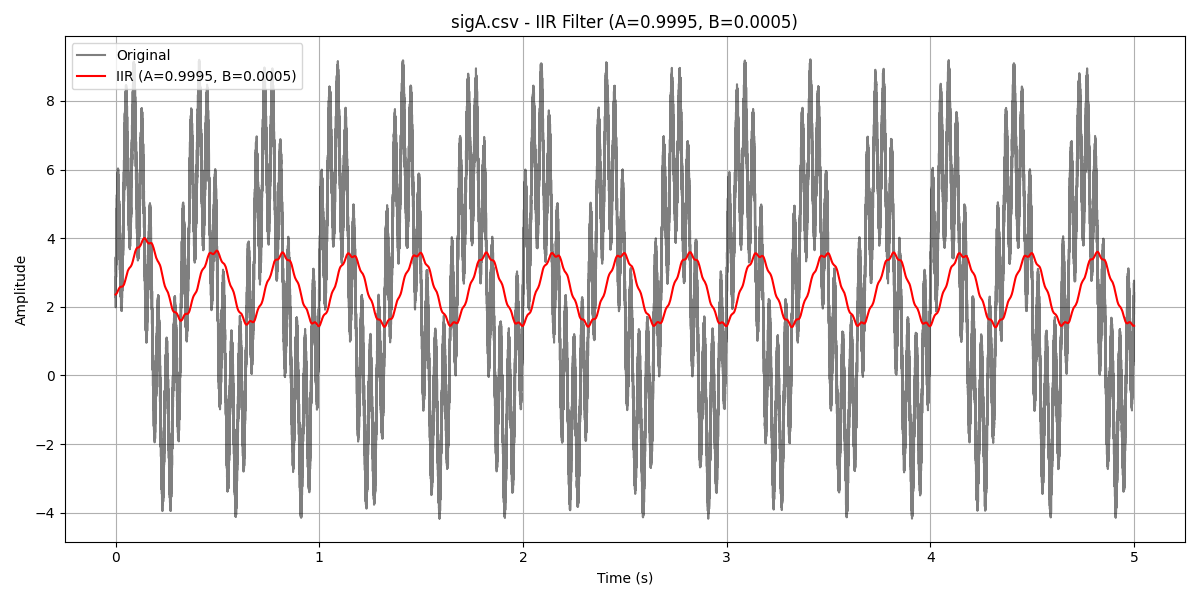 sigA.csv - IIR Filter (A=0.9995, B=0.0005)
Original
IIR (A=0.9995, B=0.0005)
Amplitude
8
6
4
2
0
−2
−4
0 1 2 3 4 5
Time (s)